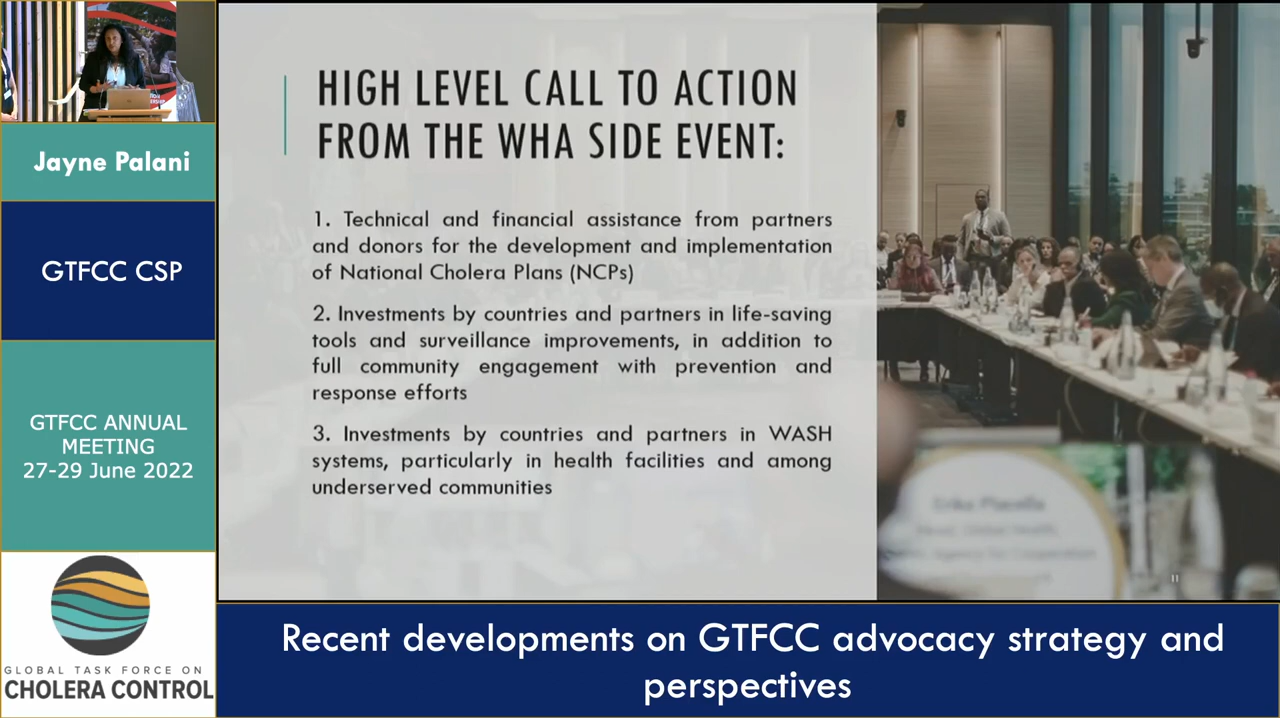 Jayne Palani
GTFCC CSP
GTFCC ANNUAL
MEETING
27-29 June 2022
GLOBAL TASK FORCE ON
CHOLERA CONTROL
HIGH LEVEL CALL TO ACTION
FROM THE WHA SIDE EVENT:
1. Technical and financial assistance from partners
and donors for the development and implementation
of National Cholera Plans (NCPs)
2. Investments by countries and partners in life-saving
tools and surveillance improvements, in addition to
full community engagement with prevention and
response efforts
3. Investments by countries and partners in WASH
systems, particularly in health facilities and among
underserved communities
11
Recent developments on GTFCC advocacy strategy and
perspectives